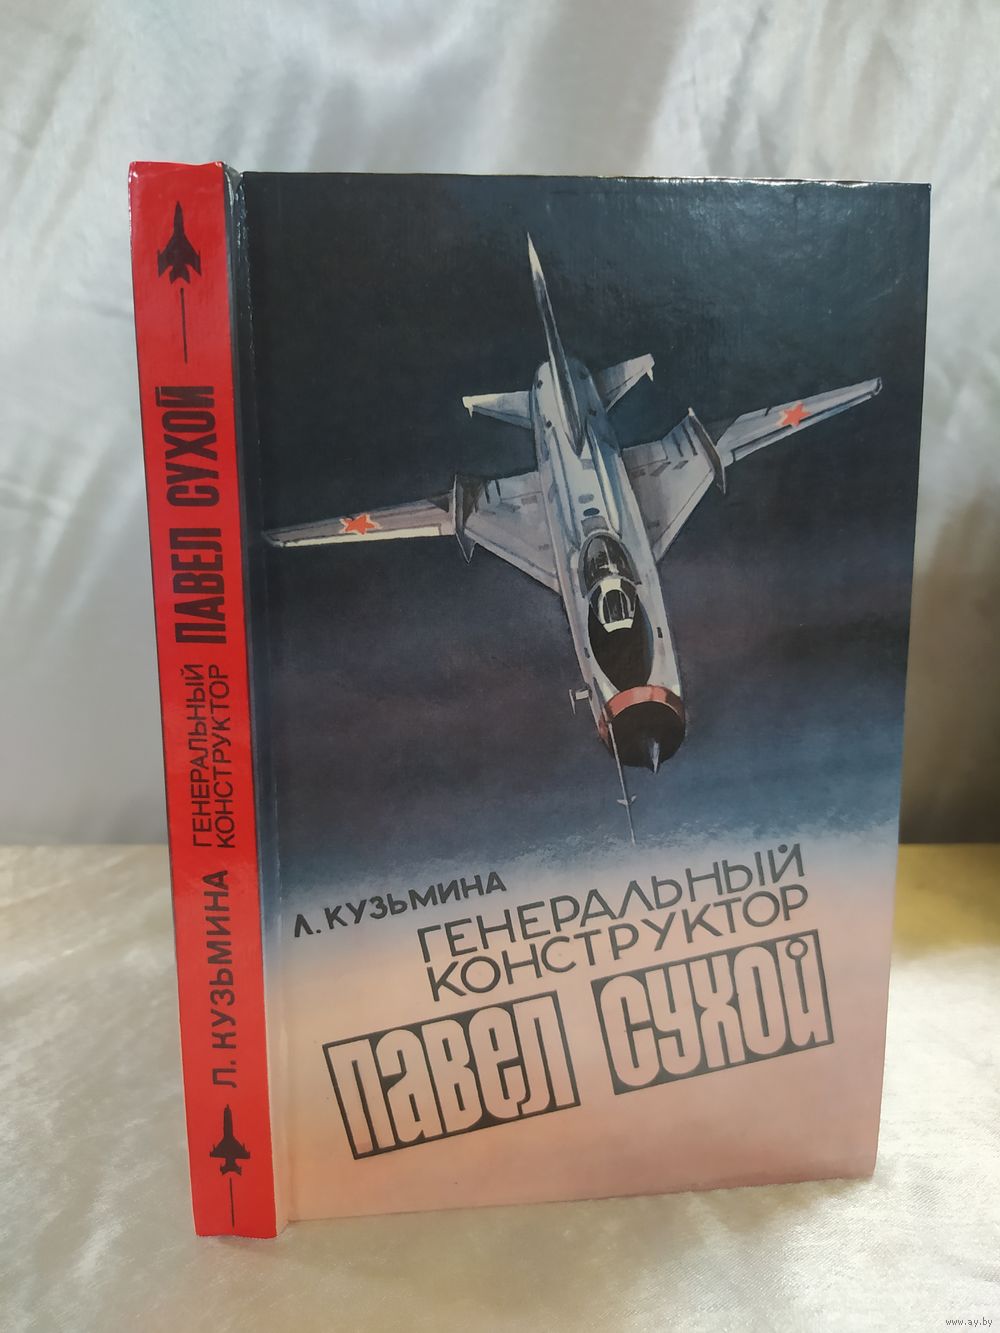 Л. КУЗЬМИНА ГЕНЕРАЛЬНЫЙ КОНСТРУКТОР ПАВЕЛ СУХОЙ
Л. КУЗЬМИНА
ГЕНЕРАЛЬНЫЙ
КОНСТРУКТОР
ПАВЕЛ СУХОЙ
www.ay.by